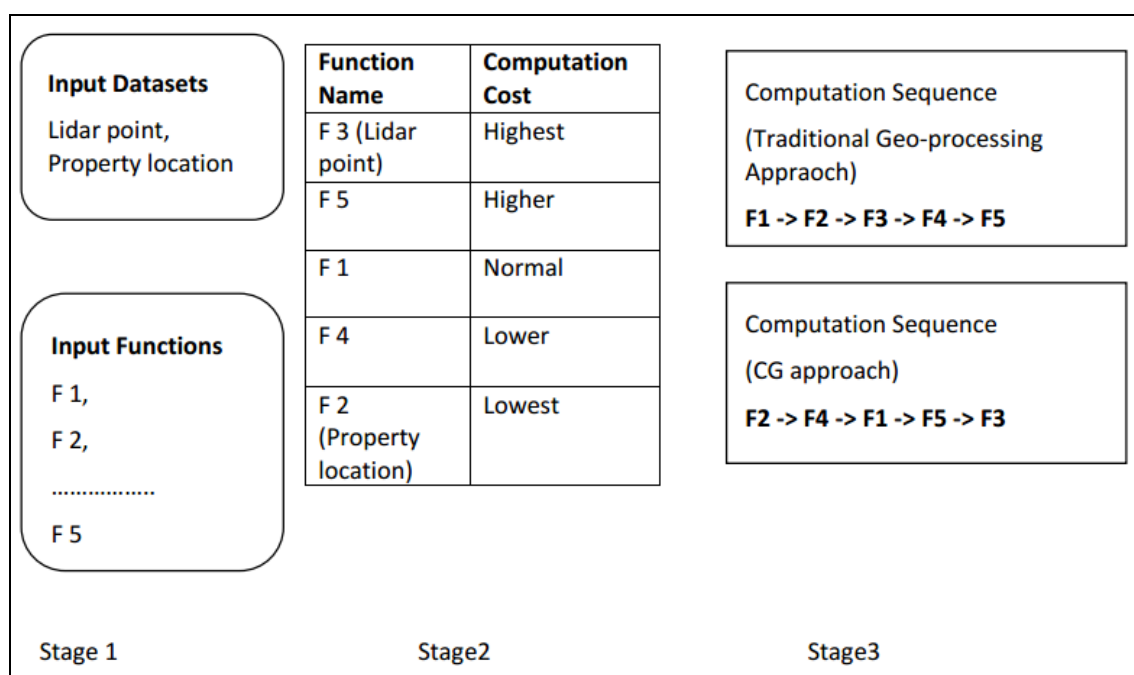 Input Datasets
Lidar point,
Property location
Input Functions
F 1,
F 2,
……………..
F 5
Function
Name
Computation
Cost
F 3 (Lidar
point)
Highest
F 5
Higher
F 1
Normal
F 4
Lower
F 2
(Property
location)
Lowest
Computation Sequence
(Traditional Geo-processing
Appraoch)
F1 -> F2 -> F3 -> F4 -> F5
Computation Sequence
(CG approach)
F2 -> F4 -> F1 -> F5 -> F3
Stage 1
Stage2
Stage3